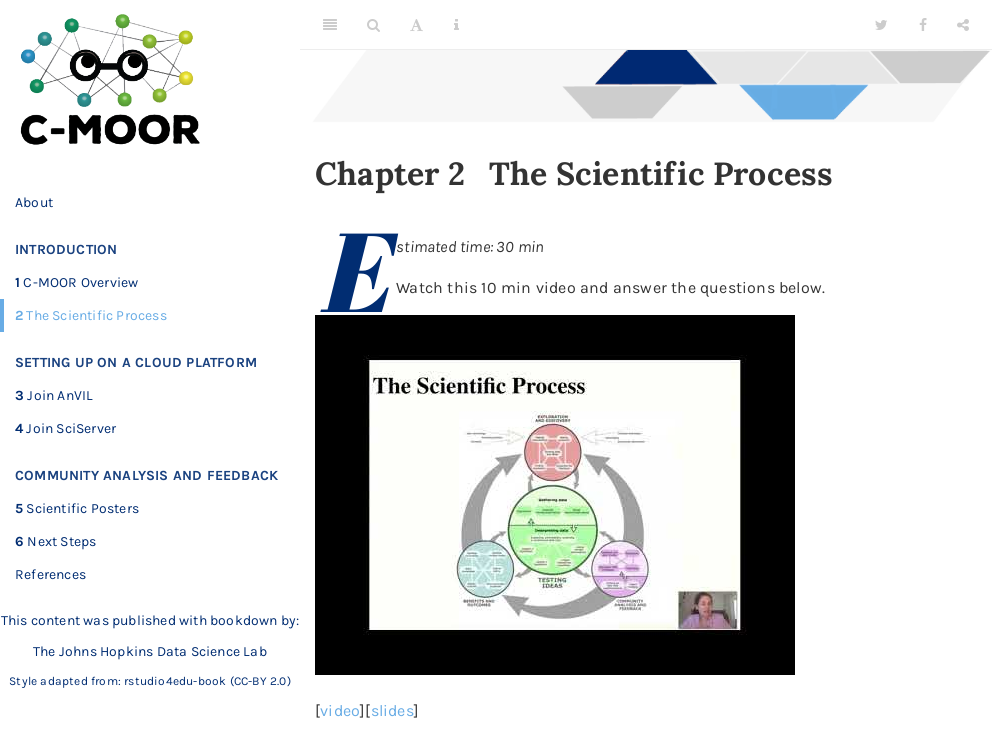 C-MOOR
About
INTRODUCTION
1 C-MOOR Overview
2 The Scientific Process
SETTING UP ON A CLOUD PLATFORM
3 Join AnVIL
4 Join SciServer
COMMUNITY ANALYSIS AND FEEDBACK
5 Scientific Posters
6 Next Steps
References
This content was published with bookdown by:
The Johns Hopkins Data Science Lab
Style adapted from: rstudio4edu-book (CC-BY 2.0)
Chapter 2 The Scientific Process
Estimated time: 30 min
Watch this 10 min video and answer the questions below.
The Scientific Process
EXPLORATION
AND DISCOVERY
Gathering data
Interpreting data
TESTING
IDEAS
BENEFITS AND
OUTCOMES
COMMUNITY
ANALYSIS AND
FEEDBACK
[video][slides]